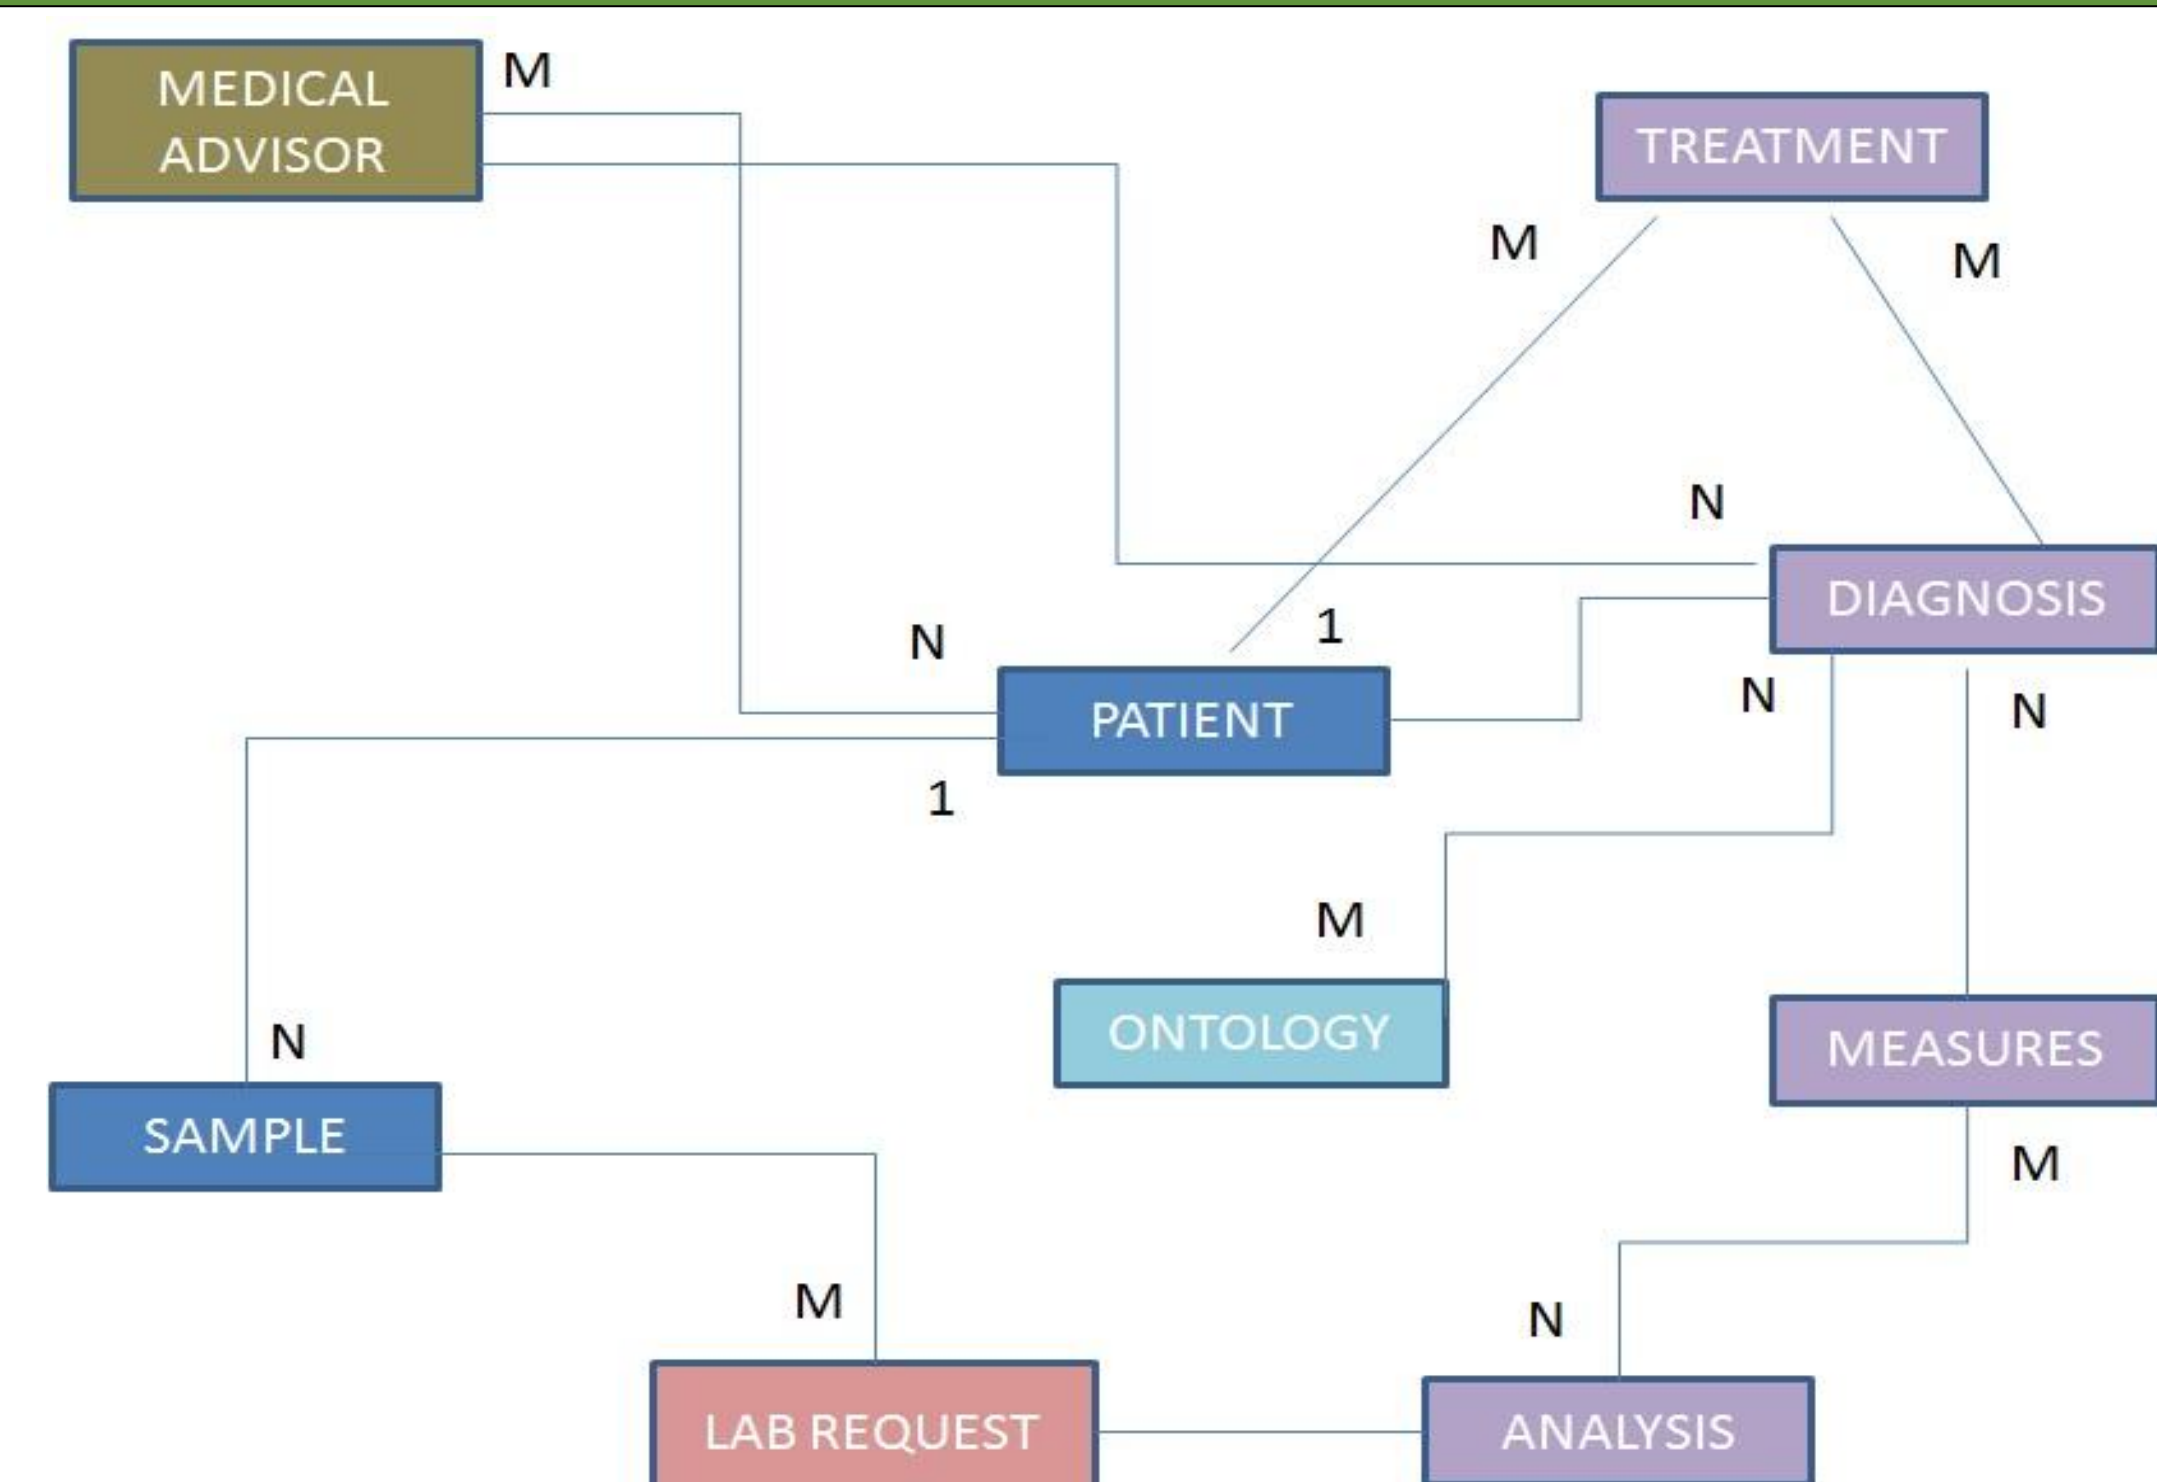 MEDICAL
ADVISOR
M
TREATMENT
M
M
N
DIAGNOSIS
N
1
PATIENT
N
N
1
M
ONTOLOGY
MEASURES
N
SAMPLE
M
M
N
LAB REQUEST
ANALYSIS